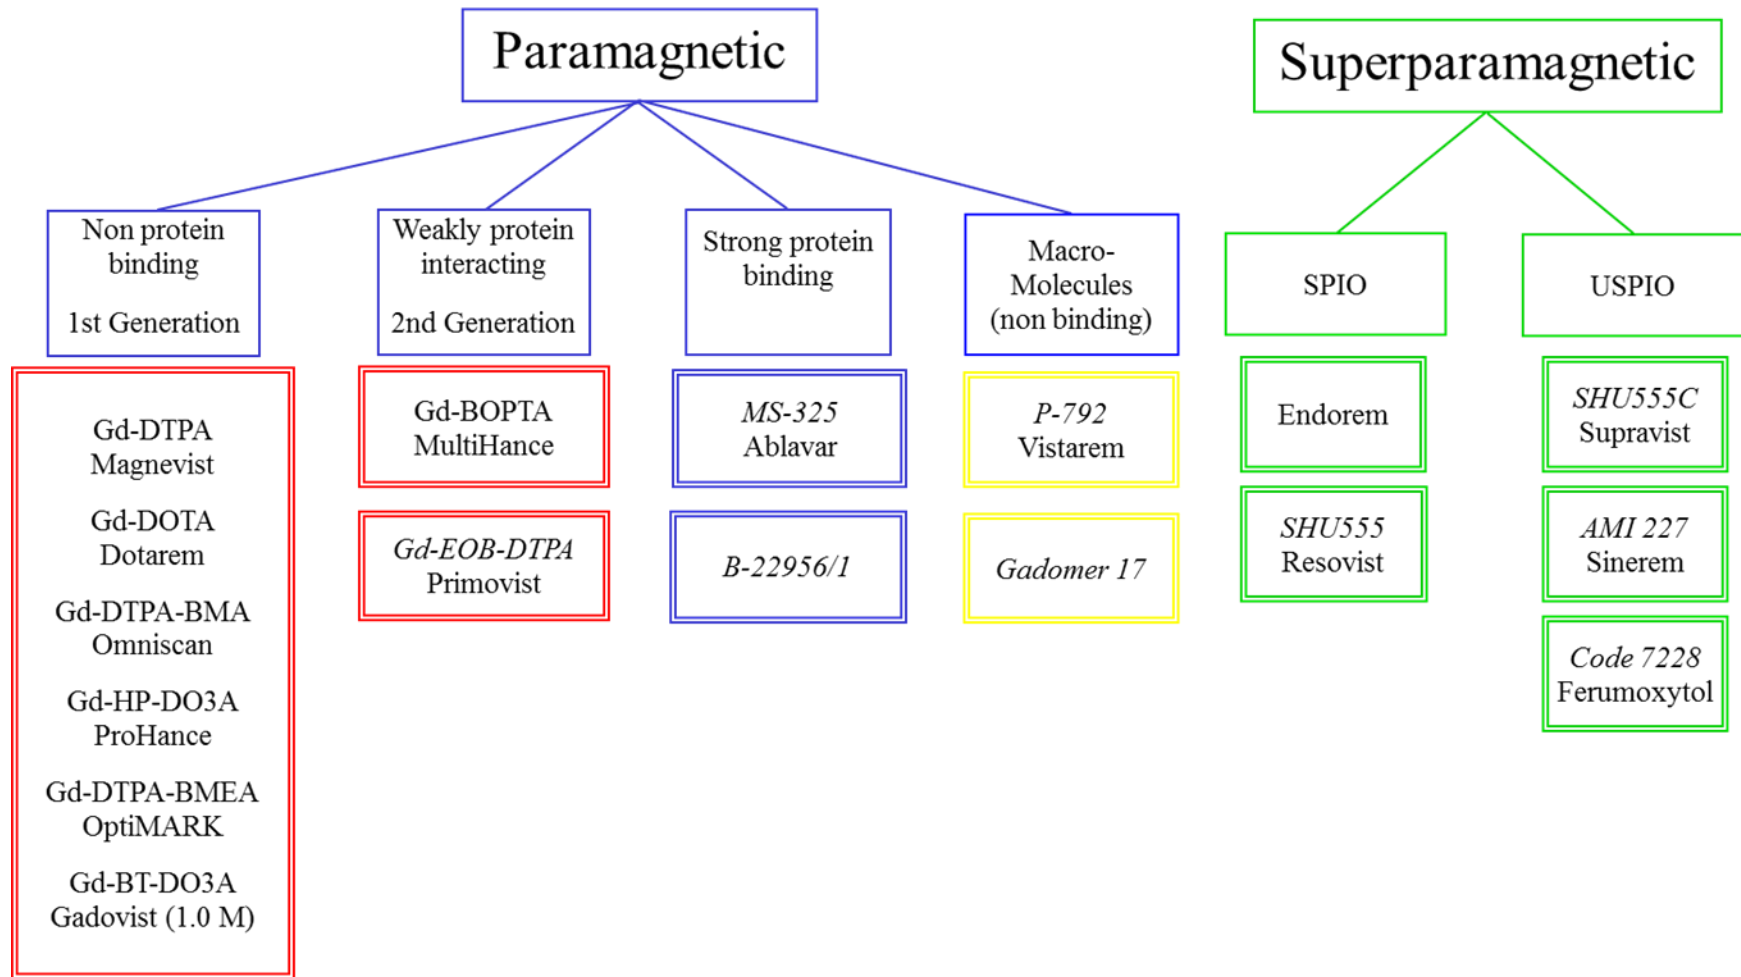 Paramagnetic
Superparamagnetic
Non protein
binding
1st Generation
Weakly protein
interacting
2nd Generation
Strong protein
binding
Macro-
Molecules
(non binding)
SPIO
USPIO
Gd-DTPA
Magnevist
Gd-DOTA
Dotarem
Gd-DTPA-BMA
Omniscan
Gd-HP-DO3A
ProHance
Gd-DTPA-BMEA
OptiMARK
Gd-BT-DO3A
Gadovist (1.0 M)
Gd-BOPTA
MultiHance
Gd-EOB-DTPA
Primovist
MS-325
Ablavar
B-22956/1
P-792
Vistarem
Gadomer 17
Endorem
SHU555
Resovist
SHU555C
Supravist
AMI 227
Sinerem
Code 7228
Ferumoxytol